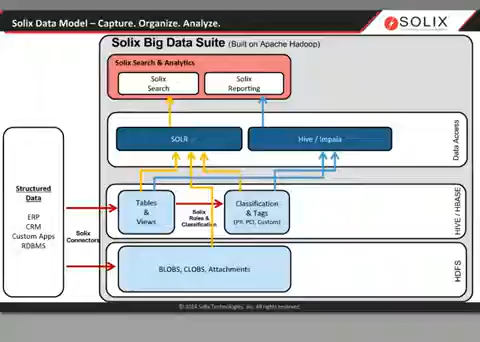 Solix Data Model – Capture. Organize. Analyze.
SOLIX
Solix Big Data Suite (Built on Apache Hadoop)
Solix Search & Analytics
Solix
Search
Solix
Reporting
SOLR
Hive / Impala
Data Access
Structured
Data
ERP
CRM
Custom Apps
RDBMS
Solix
Connectors
Tables
&
Views
Solix
Rules &
Classification
Classification
& Tags
(PII, PCI, Custom)
HIVE / HBASE
BLOBS, CLOBS, Attachments
HDFS
© 2014 Solix Technologies, Inc. All rights reserved.